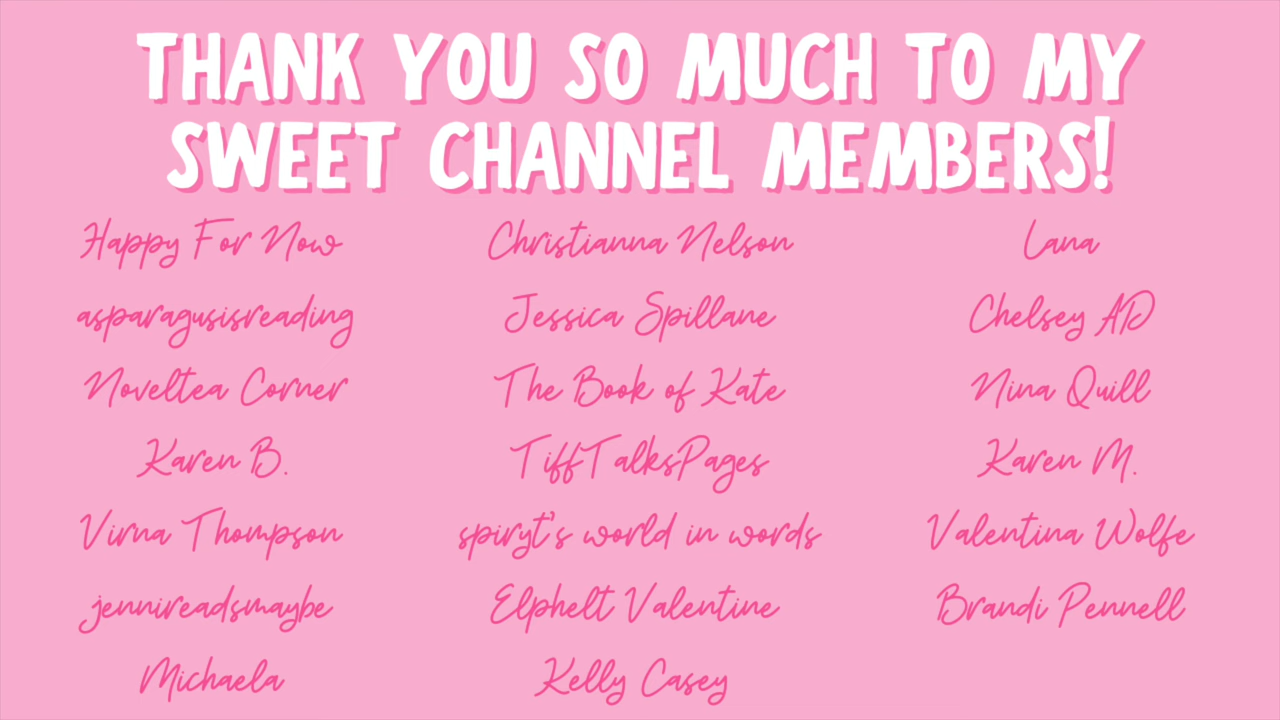 THANK YOU SO MUCH TO MY
SWEET CHANNEL MEMBERS!
Happy For Now
Christianna Nelson
Lana
asparagusisreading
Jessica Spillane
Chelsey AD
Noveltea Corner
The Book of Kate
Nina Quill
Karen B.
TiffTalksPages
Karen M.
Virna Thompson
spiryt's world in words
Valentina Wolfe
jennireadsmaybe
Elphelt Valentine
Brandi Pennell
Michaela
Kelly Casey